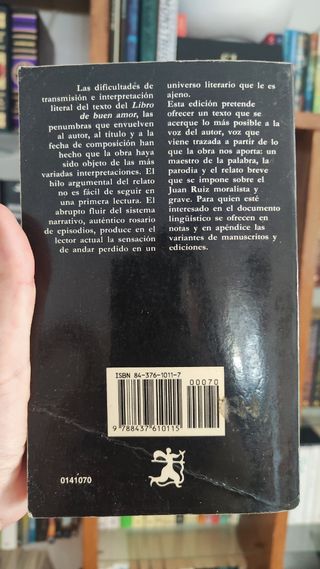 Las dificultades de
transmisión e interpretación
literal del texto del Libro
de buen amor, las
penumbras que envuelven
al autor, al título y a la
fecha de composición han
hecho que la obra haya
sido objeto de las más
variadas interpretaciones. El
hilo argumental del relato
no es fácil de seguir en
una primera lectura. El
abrupto fluir del sistema
narrativo, auténtico rosario
de episodios, produce en el
lector actual la sensación
de andar perdido en un
universo literario que le es
ajeno.
Esta edición pretende
ofrecer un texto que se
acerque lo más posible a la
voz del autor, voz que
viene trazada a partir de lo
que la obra nos aporta: un
maestro de la palabra, la
parodia y el relato breve
que se impone sobre el
Juan Ruiz moralista y
grave. Para quien esté
interesado en el documento
lingüístico se ofrecen en
notas y en apéndice las
variantes de manuscritos y
ediciones.
ISBN 84-376-1011-7
00070
9 788437 610115
0141070